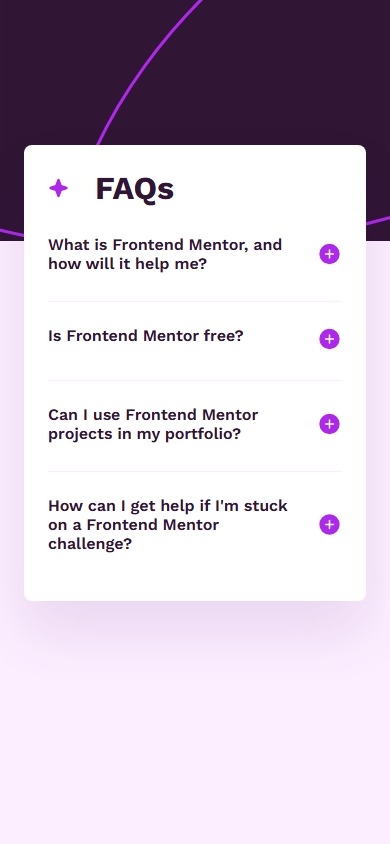 FAQs
What is Frontend Mentor, and
how will it help me?
Is Frontend Mentor free?
Can I use Frontend Mentor
projects in my portfolio?
How can I get help if I'm stuck
on a Frontend Mentor
challenge?